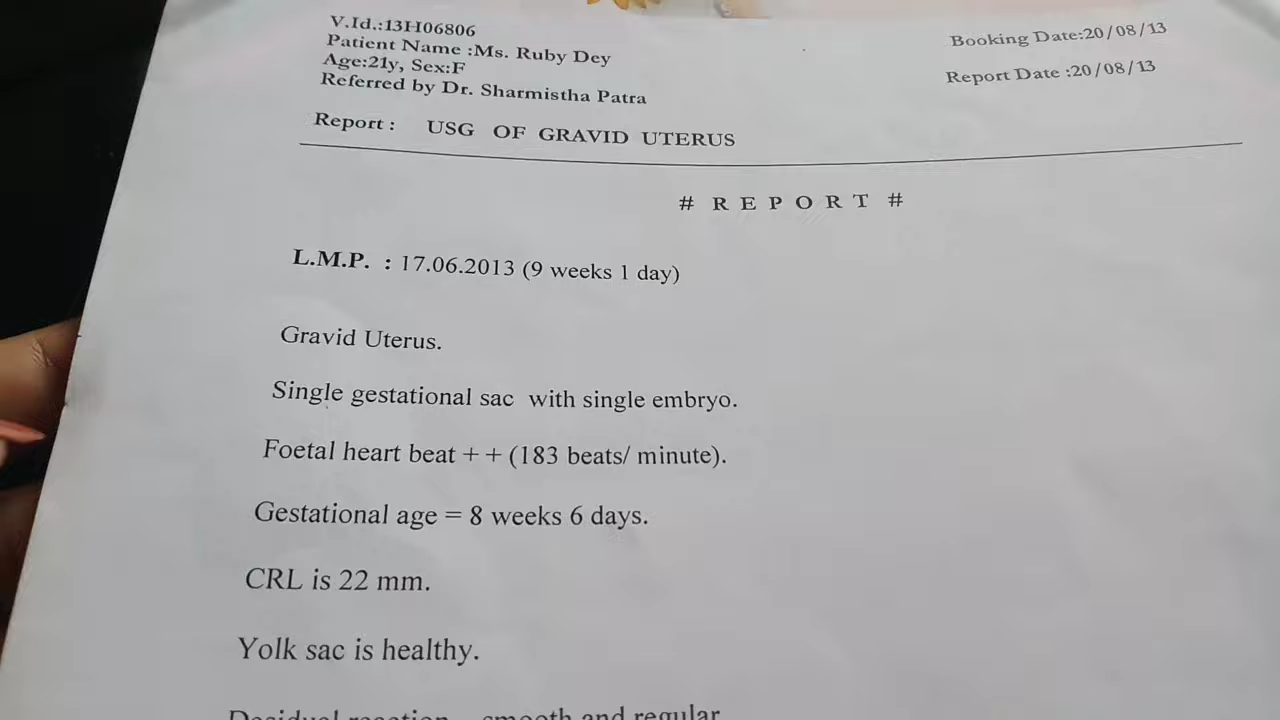 V.Id.:13H06806
Patient Name :Ms. Ruby Dey
Age:21y, Sex:F
Referred by Dr. Sharmistha Patra
Booking Date:20/08/13
Report Date :20/08/13
Report : USG OF GRAVID UTERUS
# R E P O R T #
L.M.P. : 17.06.2013 (9 weeks 1 day)
Gravid Uterus.
Single gestational sac with single embryo.
Foetal heart beat + + (183 beats/ minute).
Gestational age = 8 weeks 6 days.
CRL is 22 mm.
Yolk sac is healthy.
smooth and regular